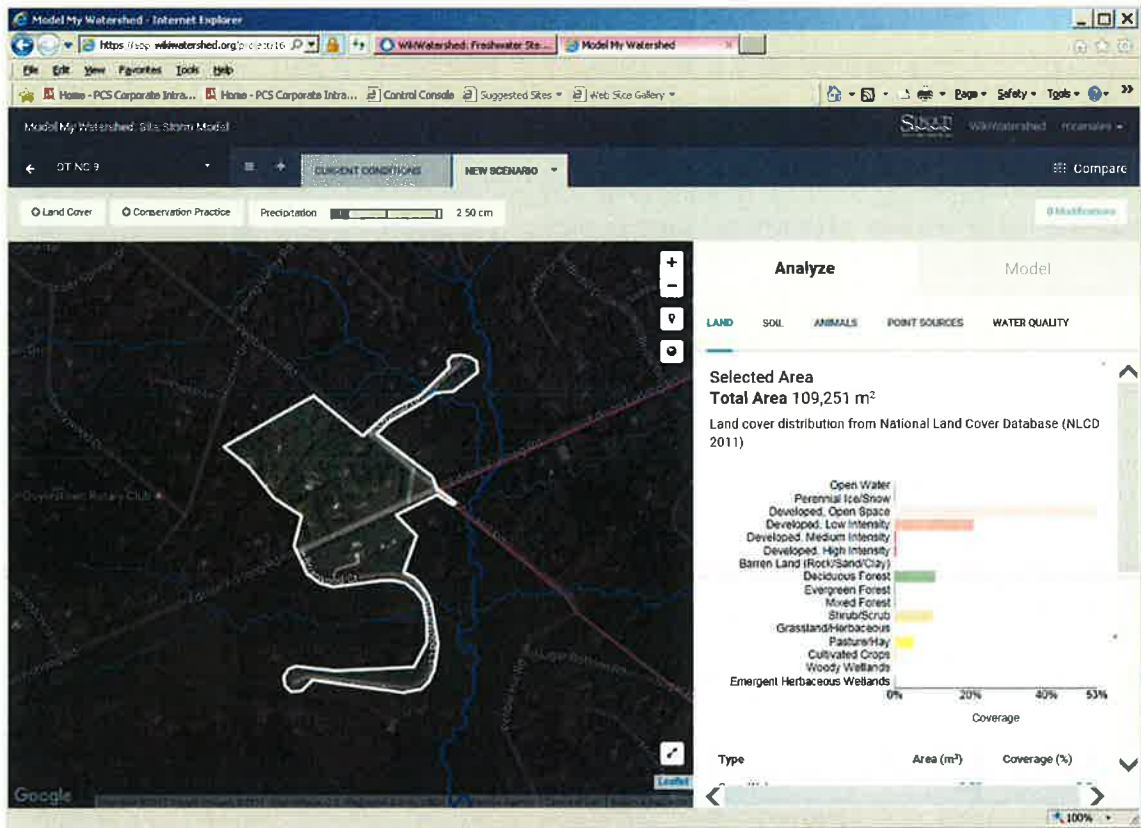 Model My Watershed - Internet Explorer
WikiWatershed: Freshwater Ste...
Model My Watershed
File Edit View Favorites Tools Help
Home - PCS Corporate Intra... Home - PCS Corporate Intra... Control Console Suggested Sites Web Slice Gallery
Page Safety Tools
Model My Watershed: Site Storm Model
WikiWatershed
CURRENT CONDITIONS NEW SCENARIO Compare
Land Cover Conservation Practice Precipitation 2.50 cm 0 Modifications
Analyze Model
LAND SOIL ANIMALS POINT SOURCES WATER QUALITY
Selected Area
Total Area 109,251 m²
Land cover distribution from National Land Cover Database (NLCD
2011)
Open Water
Perennial Ice/Snow
Developed, Open Space
Developed, Low Intensity
Developed, Medium Intensity
Developed, High Intensity
Barren Land (Rock/Sand/Clay)
Deciduous Forest
Evergreen Forest
Mixed Forest
Shrub/Scrub
Grassland/Herbaceous
Pasture/Hay
Cultivated Crops
Woody Wetlands
Emergent Herbaceous Wetlands
0% 20% 40% 53%
Coverage
Type Area (m²) Coverage (%)
Rotary Club
Leaflet
Google
100%